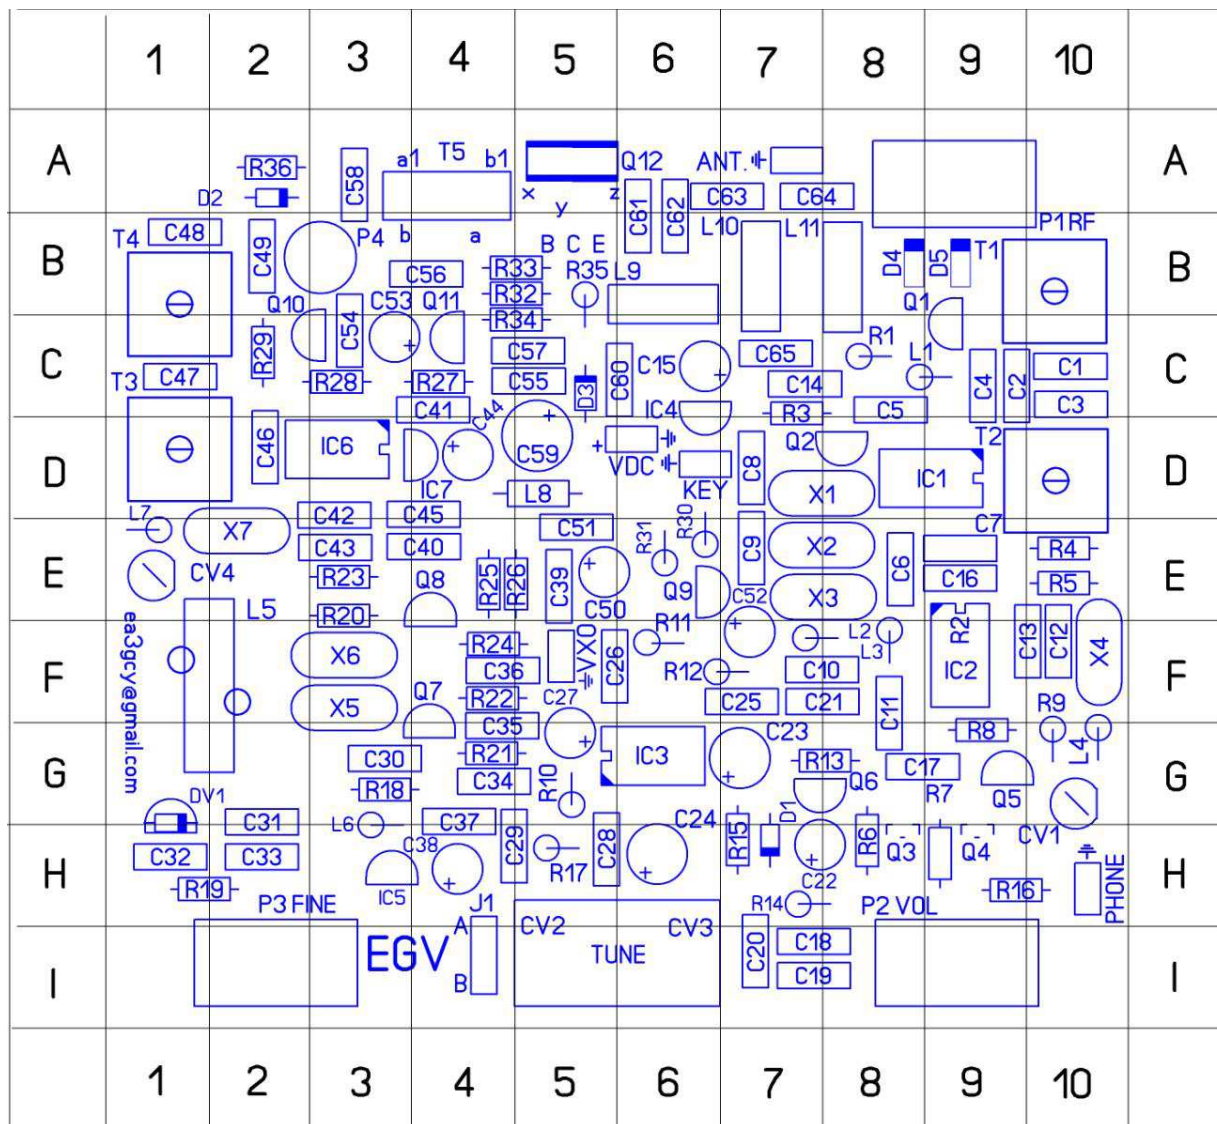 1 2 3 4 5 6 7 8 9 10
A A
R36 C58 a1 T5 b1 Q12 ANT.
D2 x y z C61 C62 C63 C64
C48 P4 b a B C E L10 L11 P1 RF
T4 C49 R33 R35 L9 D4 D5 T1
B B
C56 R32
Q10 C54 C53 Q11 R34 Q1
R29 C57 C60 C15 C65 R1 L1 C4 C2 C1
C C
T3 C47 R28 R27 C55 D3 C14
C41 C44 IC4 R3 C5 C3
C46 IC6 C59 + VDC Q2 T2
D D
IC7 L8 KEY C8 X1 IC1
L7 X7 C42 C45 C51 R31 R30 C9 X2 C7
C43 C40 R4
E E
CV4 R23 Q8 R25 R26 C39 Q9 X3 C6 C16 R5
L5 R20 C50 C52
ea3gcy@gmail.com
X6 R24 VXO C26 R11 L2 L3 R2 C13 C12 X4
F F
C36 R12 C10 IC2
X5 Q7 R22 C27 C25 C21 C11 R9
C35 C23 R8 L4
G G
C30 R21 IC3 R13 C17
R18 C34 R10 Q6 R7 Q5
DV1 C31 L6 C37 C29 C28 C24 R15 D1 R6 Q3 Q4 CV1
C32 C33 C38 R17 C22
H H
R19 IC5 R14 R16 PHONE
P3 FINE J1 P2 VOL
A CV2 CV3 C18
EGV TUNE C20
I I
B C19
1 2 3 4 5 6 7 8 9 10